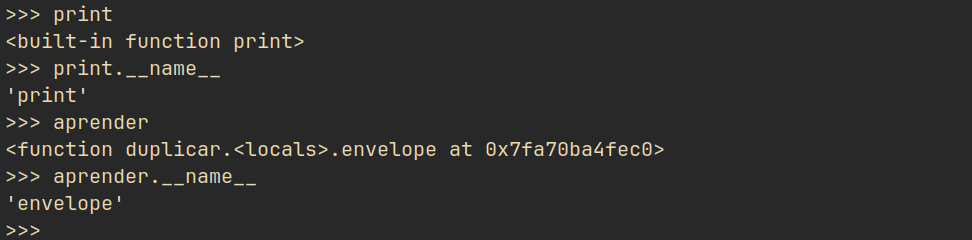 >>> print
<built-in function print>
>>> print.__name__
'print'
>>> aprender
<function duplicar.<locals>.envelope at 0x7fa70ba4fec0>
>>> aprender.__name__
'envelope'
>>>